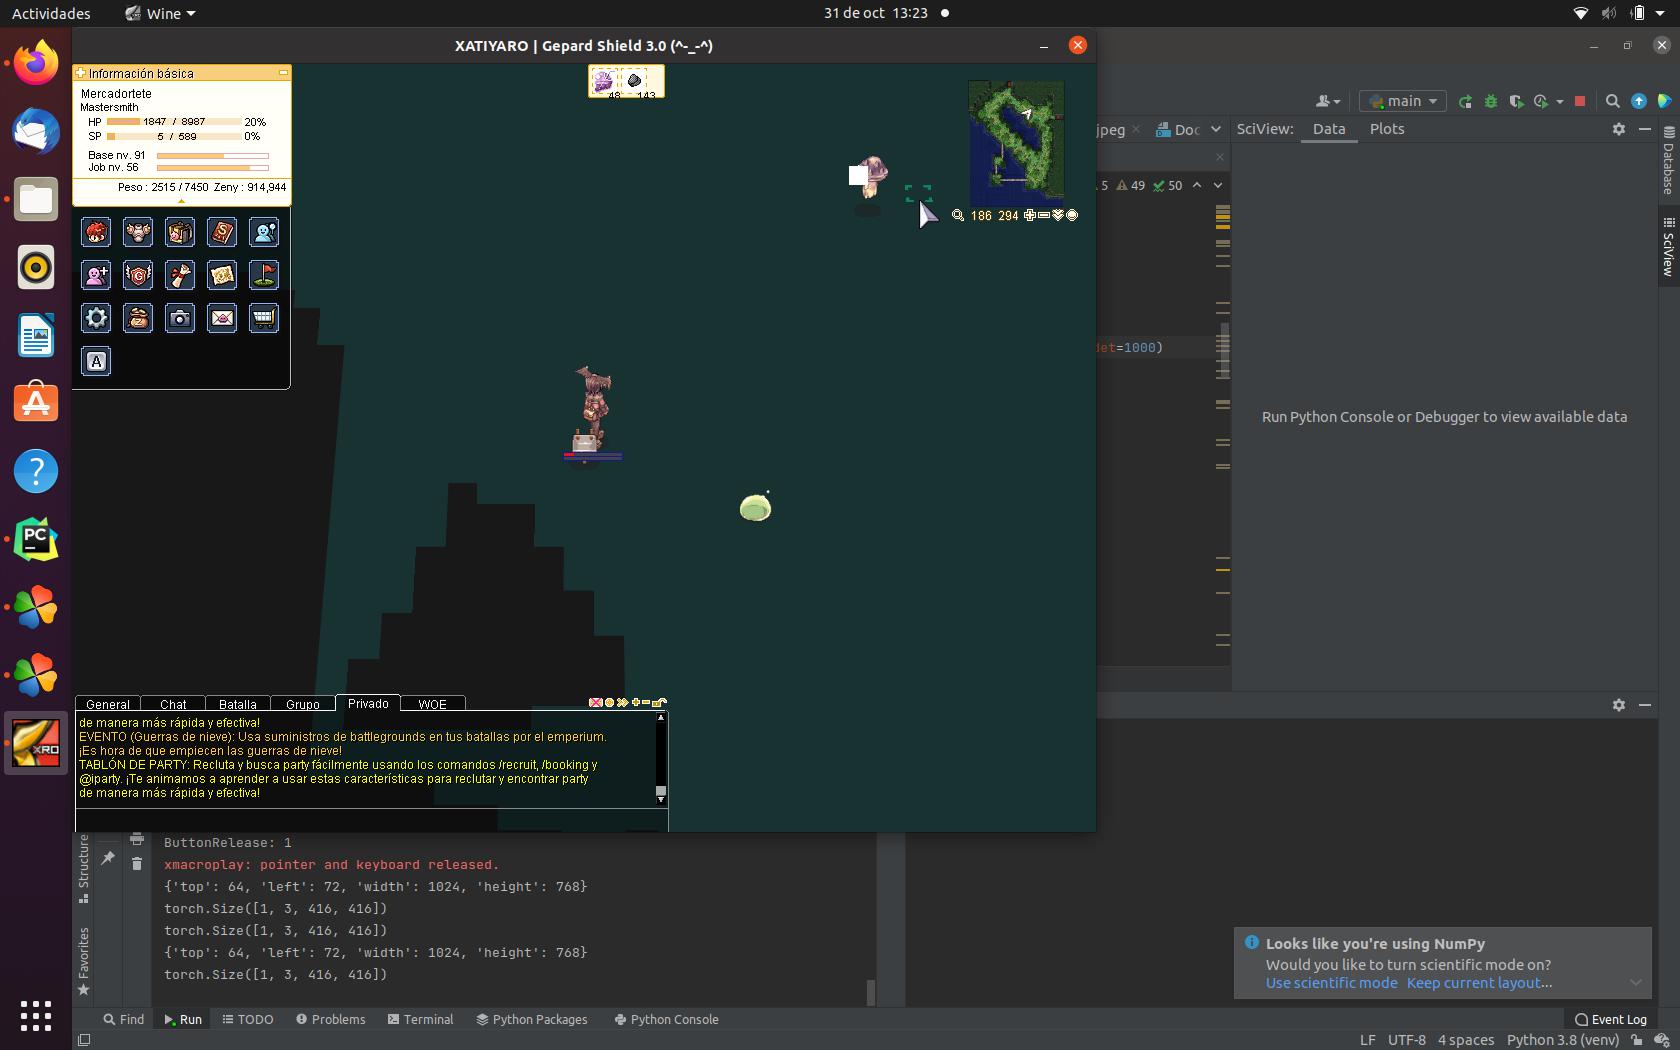 Actividades
Wine
31 de oct 13:23
XATIYARO | Gepard Shield 3.0 (^-_-^)
Información básica
Mercadortete
Mastersmith
HP 1847 / 8987 20%
SP 5 / 589 0%
Base nv. 91
Job nv. 56
Peso : 2515 / 7450 Zeny : 914,944
48 143
186 294
A
General Chat Batalla Grupo Privado WOE
de manera más rápida y efectiva!
EVENTO (Guerras de nieve): Usa suministros de battlegrounds en tus batallas por el emperium.
¡Es hora de que empiecen las guerras de nieve!
TABLÓN DE PARTY: Recluta y busca party fácilmente usando los comandos /recruit, /booking y
@iparty. ¡Te animamos a aprender a usar estas características para reclutar y encontrar party
de manera más rápida y efectiva!
main
jpeg
Doc
SciView: Data Plots
5 49 50
det=1000)
Run Python Console or Debugger to view available data
Database
SciView
PC
XRO
Structure
Favorites
ButtonRelease: 1
xmacroplay: pointer and keyboard released.
{'top': 64, 'left': 72, 'width': 1024, 'height': 768}
torch.Size([1, 3, 416, 416])
torch.Size([1, 3, 416, 416])
{'top': 64, 'left': 72, 'width': 1024, 'height': 768}
torch.Size([1, 3, 416, 416])
Looks like you're using NumPy
Would you like to turn scientific mode on?
Use scientific mode Keep current layout...
Find Run TODO Problems Terminal Python Packages Python Console
Event Log
LF UTF-8 4 spaces Python 3.8 (venv)